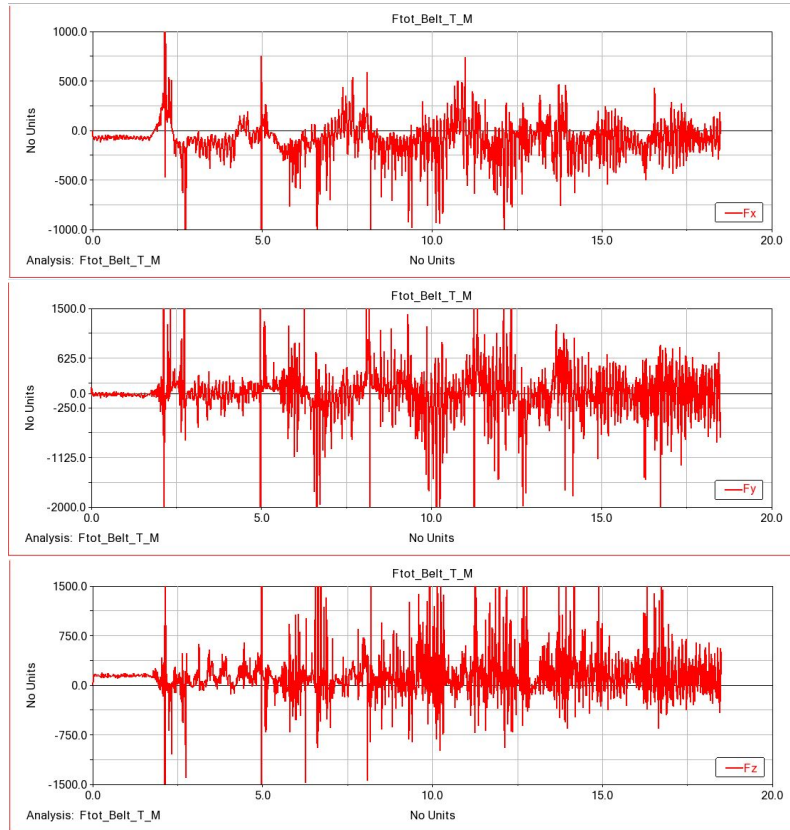 Ftot_Belt_T_M
1000.0
500.0
0.0
-500.0
-1000.0
No Units
Fx
0.0 5.0 10.0 15.0 20.0
Analysis: Ftot_Belt_T_M No Units
Ftot_Belt_T_M
1500.0
625.0
0.0
-250.0
-1125.0
-2000.0
No Units
Fy
0.0 5.0 10.0 15.0 20.0
Analysis: Ftot_Belt_T_M No Units
Ftot_Belt_T_M
1500.0
750.0
0.0
-750.0
-1500.0
No Units
Fz
0.0 5.0 10.0 15.0 20.0
Analysis: Ftot_Belt_T_M No Units